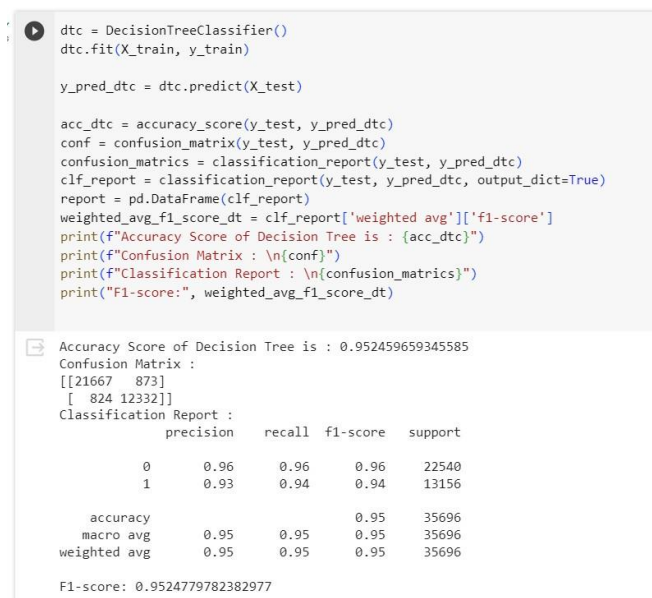 dtc = DecisionTreeClassifier()
dtc.fit(X_train, y_train)
y_pred_dtc = dtc.predict(X_test)
acc_dtc = accuracy_score(y_test, y_pred_dtc)
conf = confusion_matrix(y_test, y_pred_dtc)
confusion_matrics = classification_report(y_test, y_pred_dtc)
clf_report = classification_report(y_test, y_pred_dtc, output_dict=True)
report = pd.DataFrame(clf_report)
weighted_avg_f1_score_dt = clf_report['weighted avg']['f1-score']
print(f"Accuracy Score of Decision Tree is : {acc_dtc}")
print(f"Confusion Matrix : \n{conf}")
print(f"Classification Report : \n{confusion_matrics}")
print("F1-score:", weighted_avg_f1_score_dt)
Accuracy Score of Decision Tree is : 0.952459659345585
Confusion Matrix :
[[21667   873]
 [  824 12332]]
Classification Report :
              precision    recall  f1-score   support
           0       0.96      0.96      0.96     22540
           1       0.93      0.94      0.94     13156
    accuracy                           0.95     35696
   macro avg       0.95      0.95      0.95     35696
weighted avg       0.95      0.95      0.95     35696
F1-score: 0.9524779782382977